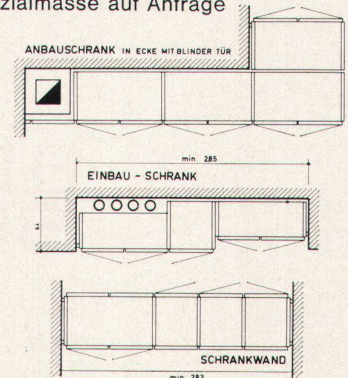 zialmasse auf Anfrage
ANBAUSCHRANK IN ECKE MIT BLINDER TÜR
min. 285
EINBAU - SCHRANK
64
SCHRANKWAND
min. 283